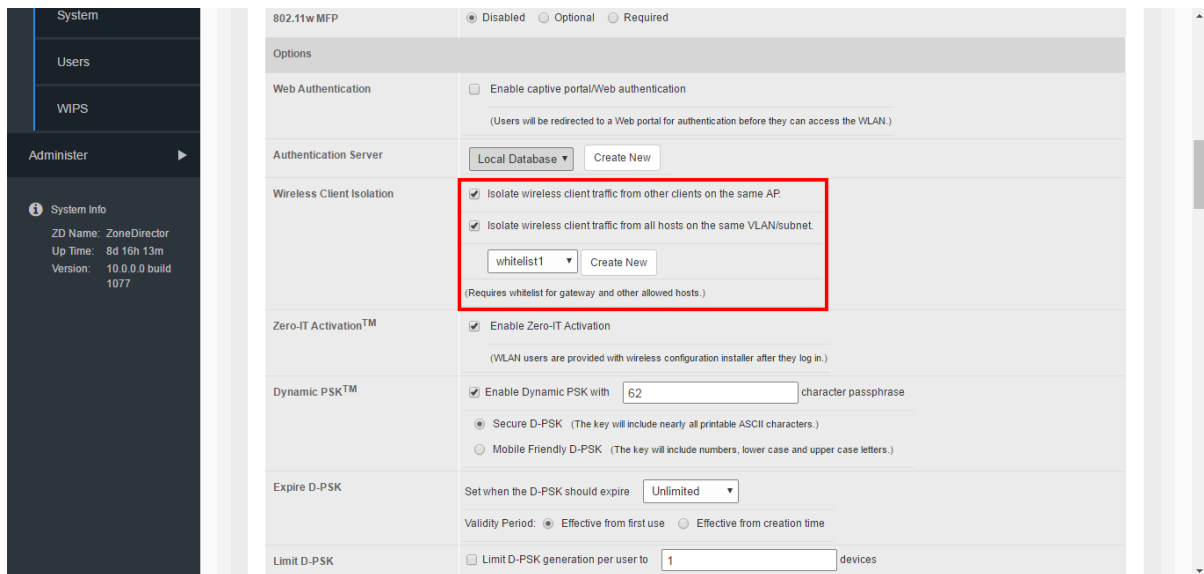 System
802.11w MFP Disabled Optional Required
Options
Users
Web Authentication Enable captive portal/Web authentication
WIPS
(Users will be redirected to a Web portal for authentication before they can access the WLAN.)
Administer
Authentication Server Local Database Create New
Wireless Client Isolation Isolate wireless client traffic from other clients on the same AP.
System Info
Isolate wireless client traffic from all hosts on the same VLAN/subnet.
ZD Name: ZoneDirector
Up Time: 8d 16h 13m
Version: 10.0.0.0 build
1077
whitelist1 Create New
(Requires whitelist for gateway and other allowed hosts.)
Zero-IT Activation™ Enable Zero-IT Activation
(WLAN users are provided with wireless configuration installer after they log in.)
Dynamic PSK™ Enable Dynamic PSK with 62 character passphrase
Secure D-PSK (The key will include nearly all printable ASCII characters.)
Mobile Friendly D-PSK (The key will include numbers, lower case and upper case letters.)
Expire D-PSK Set when the D-PSK should expire Unlimited
Validity Period: Effective from first use Effective from creation time
Limit D-PSK Limit D-PSK generation per user to 1 devices